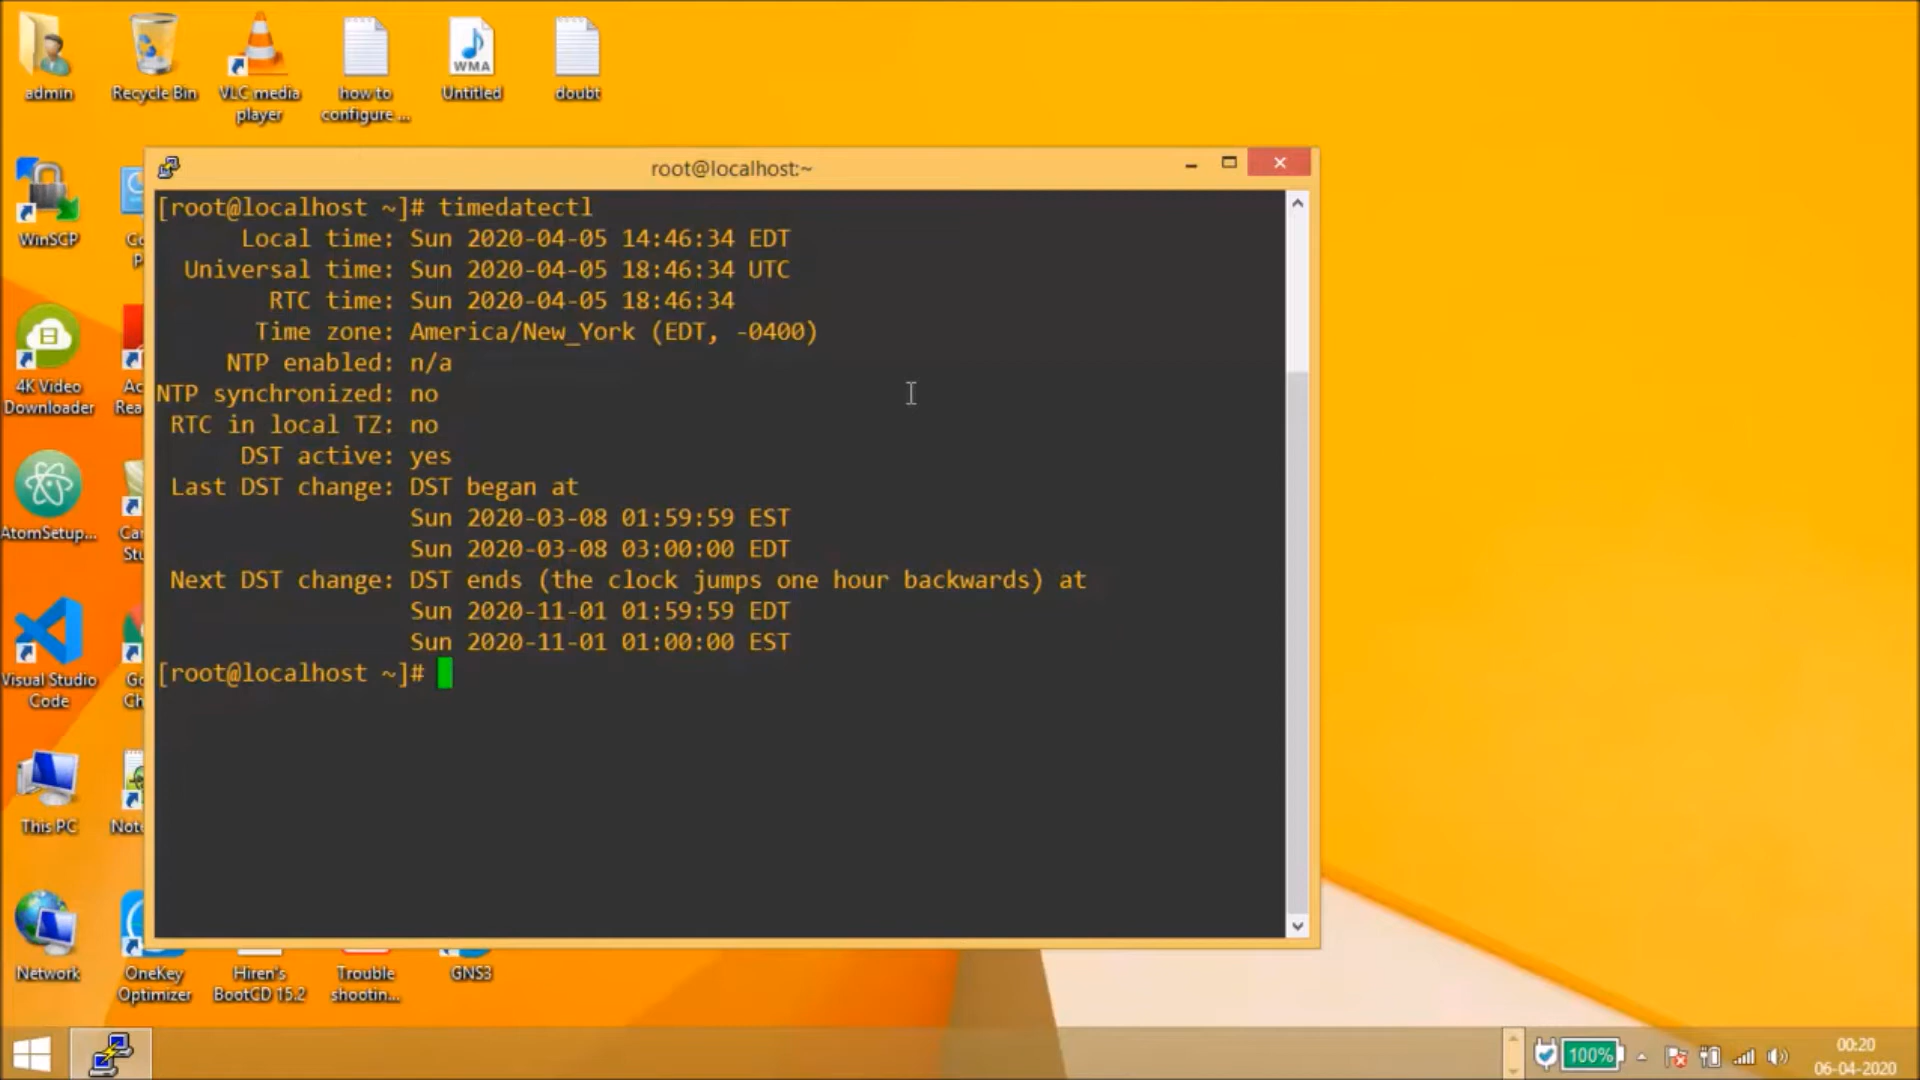 admin
Recycle Bin
VLC media
player
how to
configure ...
WMA
Untitled
doubt
WinSCP
4K Video
Downloader
AtomSetup...
Visual Studio
Code
This PC
Network
root@localhost:~
[root@localhost ~]# timedatectl
Local time: Sun 2020-04-05 14:46:34 EDT
Universal time: Sun 2020-04-05 18:46:34 UTC
RTC time: Sun 2020-04-05 18:46:34
Time zone: America/New_York (EDT, -0400)
NTP enabled: n/a
NTP synchronized: no
RTC in local TZ: no
DST active: yes
Last DST change: DST began at
Sun 2020-03-08 01:59:59 EST
Sun 2020-03-08 03:00:00 EDT
Next DST change: DST ends (the clock jumps one hour backwards) at
Sun 2020-11-01 01:59:59 EDT
Sun 2020-11-01 01:00:00 EST
[root@localhost ~]#
OneKey
Optimizer
Hiren's
BootCD 15.2
Trouble
shootin...
GNS3
100%
00:20
06-04-2020